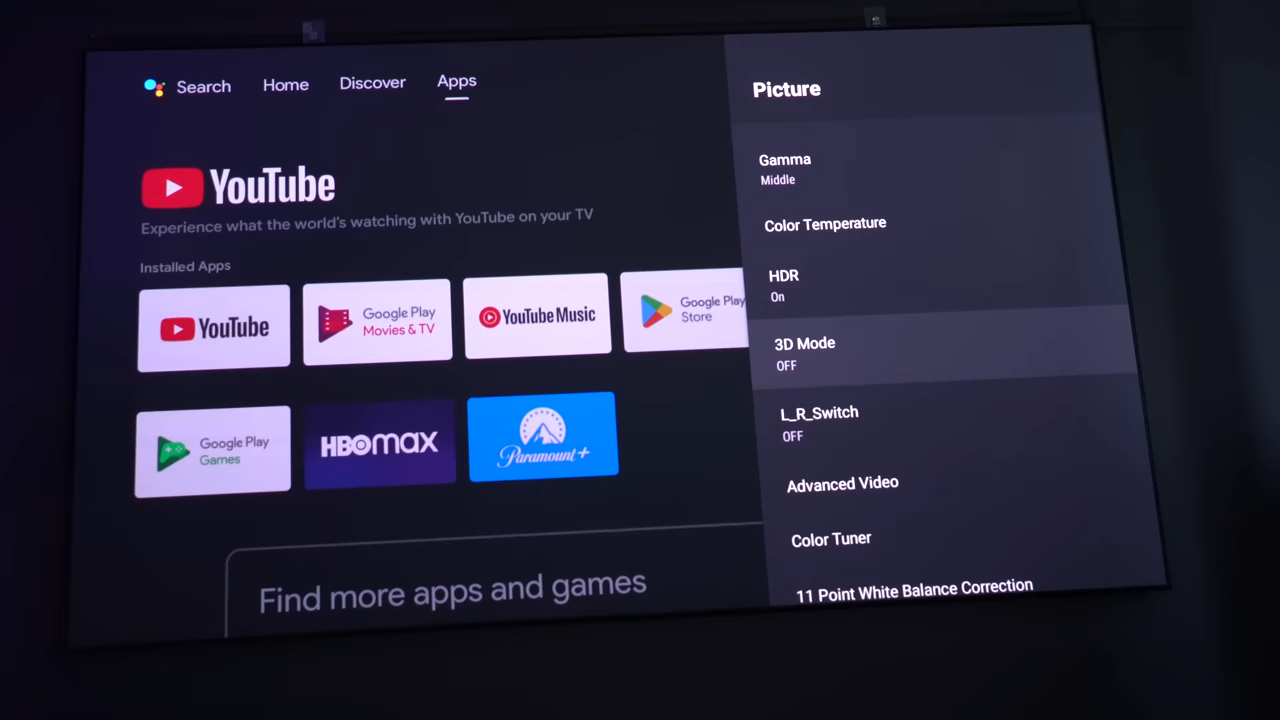 Search Home Discover Apps
YouTube
Experience what the world's watching with YouTube on your TV
Installed Apps
YouTube
Google Play
Movies & TV
YouTube Music
Google Play
Store
Google Play
Games
HBOMAX
Paramount+
Find more apps and games
Picture
Gamma
Middle
Color Temperature
HDR
On
3D Mode
OFF
L_R_Switch
OFF
Advanced Video
Color Tuner
11 Point White Balance Correction